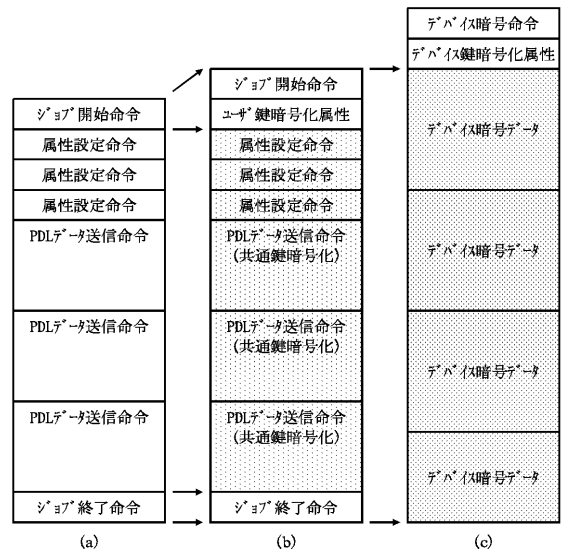 ジョブ開始命令
属性設定命令
属性設定命令
属性設定命令
PDLデータ送信命令
PDLデータ送信命令
PDLデータ送信命令
ジョブ終了命令
(a)
ジョブ開始命令
ユーザ鍵暗号化属性
属性設定命令
属性設定命令
属性設定命令
PDLデータ送信命令
(共通鍵暗号化)
PDLデータ送信命令
(共通鍵暗号化)
PDLデータ送信命令
(共通鍵暗号化)
ジョブ終了命令
(b)
デバイス暗号命令
デバイス鍵暗号化属性
デバイス暗号データ
デバイス暗号データ
デバイス暗号データ
デバイス暗号データ
(c)